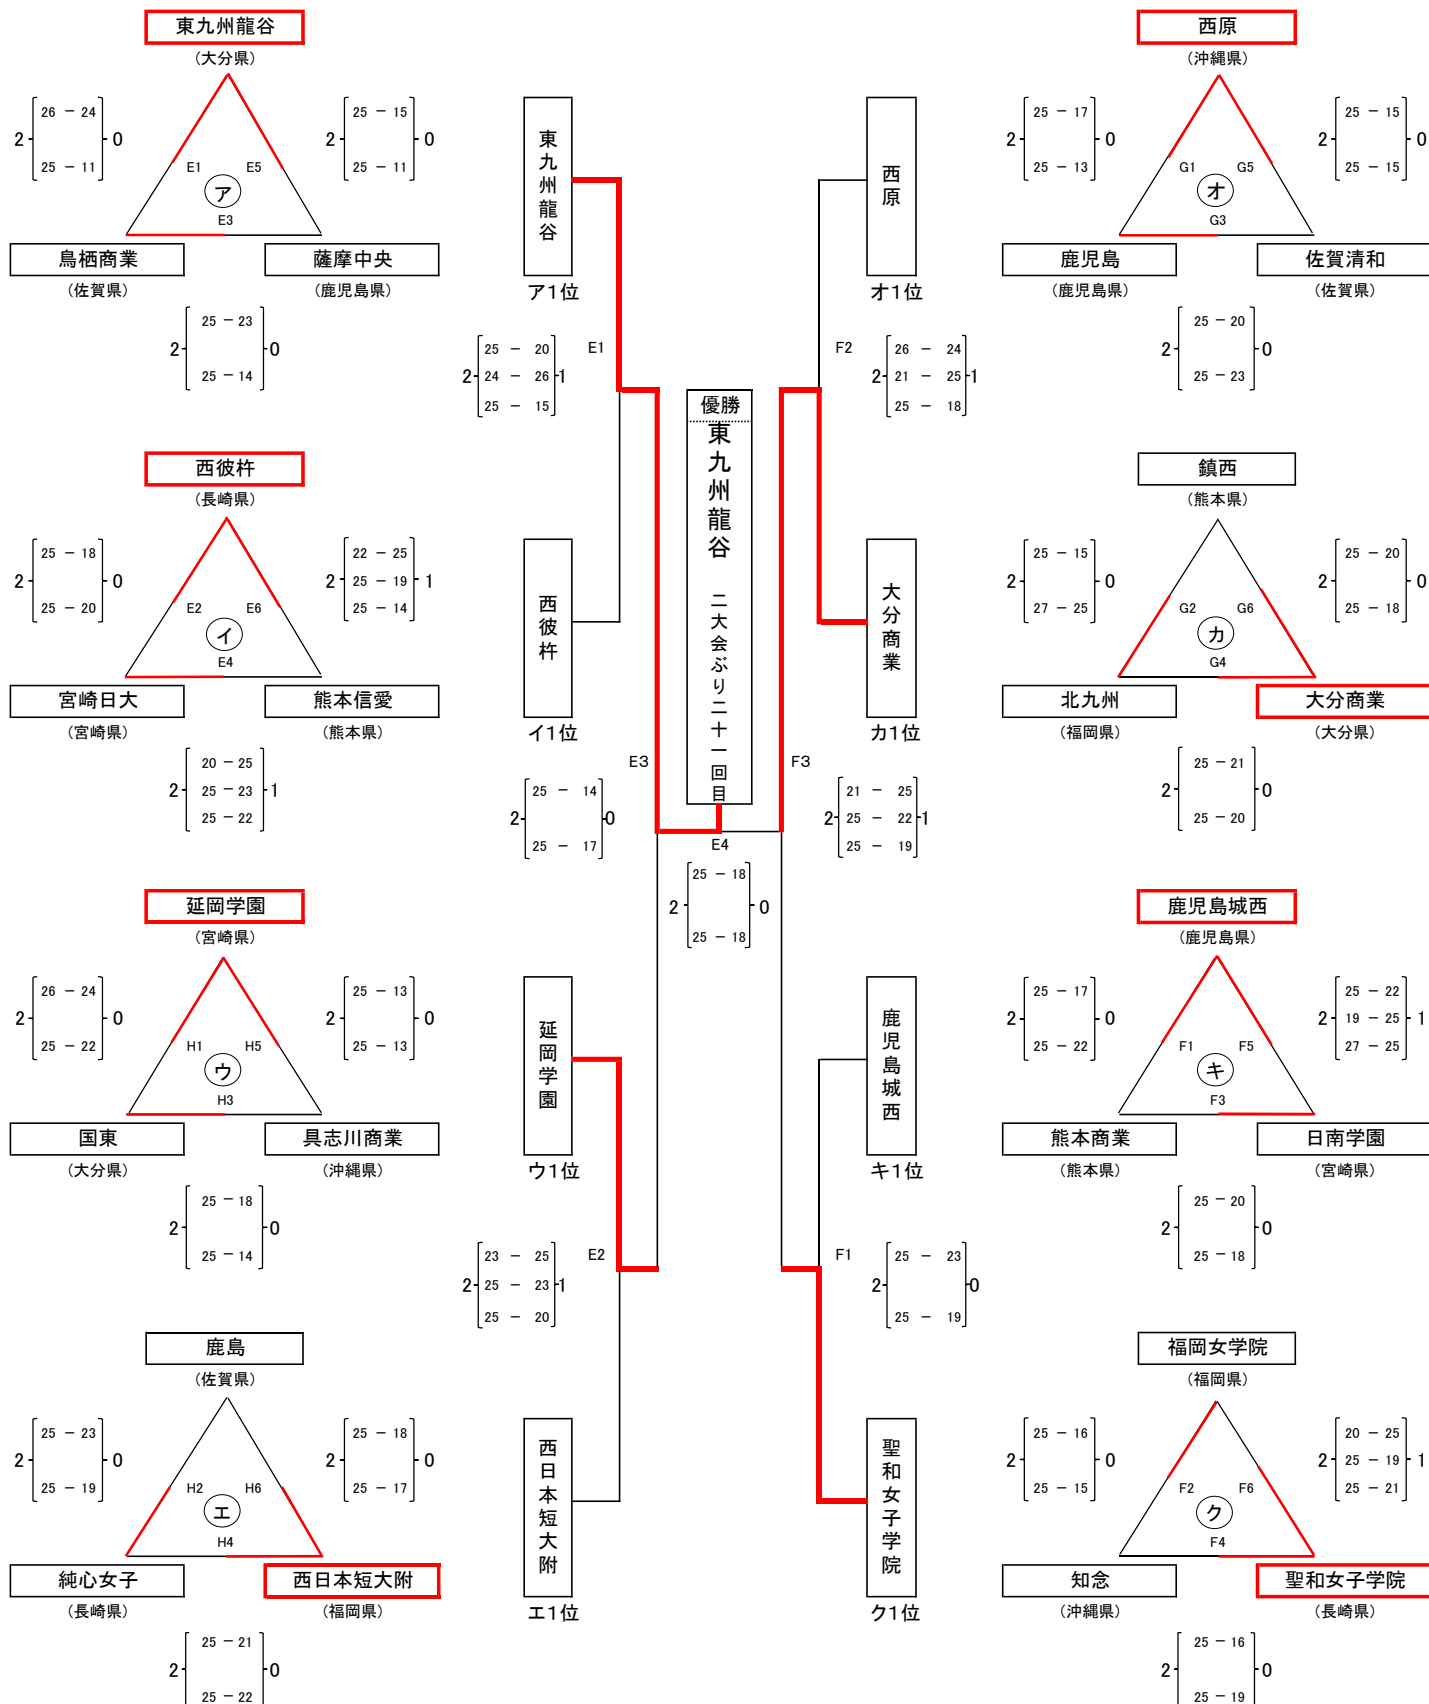 東九州龍谷
(大分県)
2 26 － 24 0
25 － 11
2 25 － 15 0
25 － 11
E1 E5
ア
E3
鳥栖商業
(佐賀県)
薩摩中央
(鹿児島県)
2 25 － 23 0
25 － 14
西彼杵
(長崎県)
2 25 － 18 0
25 － 20
22 － 25
2 25 － 19 1
25 － 14
E2 E6
イ
E4
宮崎日大
(宮崎県)
熊本信愛
(熊本県)
20 － 25
2 25 － 23 1
25 － 22
延岡学園
(宮崎県)
2 26 － 24 0
25 － 22
2 25 － 13 0
25 － 13
H1 H5
ウ
H3
国東
(大分県)
具志川商業
(沖縄県)
2 25 － 18 0
25 － 14
鹿島
(佐賀県)
2 25 － 23 0
25 － 19
2 25 － 18 0
25 － 17
H2 H6
エ
H4
純心女子
(長崎県)
西日本短大附
(福岡県)
2 25 － 21 0
25 － 22
東九州龍谷
ア1位
25 － 20
2 24 － 26 1
25 － 15
E1
西彼杵
イ1位
E3
2 25 － 14 0
25 － 17
延岡学園
ウ1位
23 － 25
2 25 － 23 1
25 － 20
E2
西日本短大附
エ1位
優勝
東九州龍谷
二大会ぶり二十一回目
E4
2 25 － 18 0
25 － 18
西原
オ1位
F2
26 － 24
2 21 － 25 1
25 － 18
大分商業
カ1位
F3
21 － 25
2 25 － 22 1
25 － 19
鹿児島城西
キ1位
F1
2 25 － 23 0
25 － 19
聖和女子学院
ク1位
西原
(沖縄県)
2 25 － 17 0
25 － 13
2 25 － 15 0
25 － 15
G1 G5
オ
G3
鹿児島
(鹿児島県)
佐賀清和
(佐賀県)
2 25 － 20 0
25 － 23
鎮西
(熊本県)
2 25 － 15 0
27 － 25
2 25 － 20 0
25 － 18
G2 G6
カ
G4
北九州
(福岡県)
大分商業
(大分県)
2 25 － 21 0
25 － 20
鹿児島城西
(鹿児島県)
2 25 － 17 0
25 － 22
25 － 22
2 19 － 25 1
27 － 25
F1 F5
キ
F3
熊本商業
(熊本県)
日南学園
(宮崎県)
2 25 － 20 0
25 － 18
福岡女学院
(福岡県)
2 25 － 16 0
25 － 15
20 － 25
2 25 － 19 1
25 － 21
F2 F6
ク
F4
知念
(沖縄県)
聖和女子学院
(長崎県)
2 25 － 16 0
25 － 19